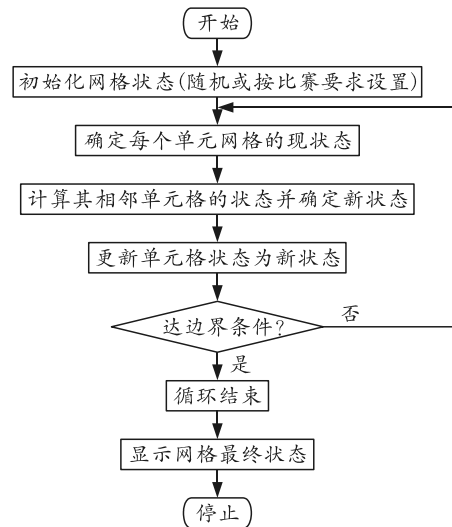 开始
初始化网格状态(随机或按比赛要求设置)
确定每个单元网格的现状态
计算其相邻单元格的状态并确定新状态
更新单元格状态为新状态
达边界条件?
否
是
循环结束
显示网格最终状态
停止